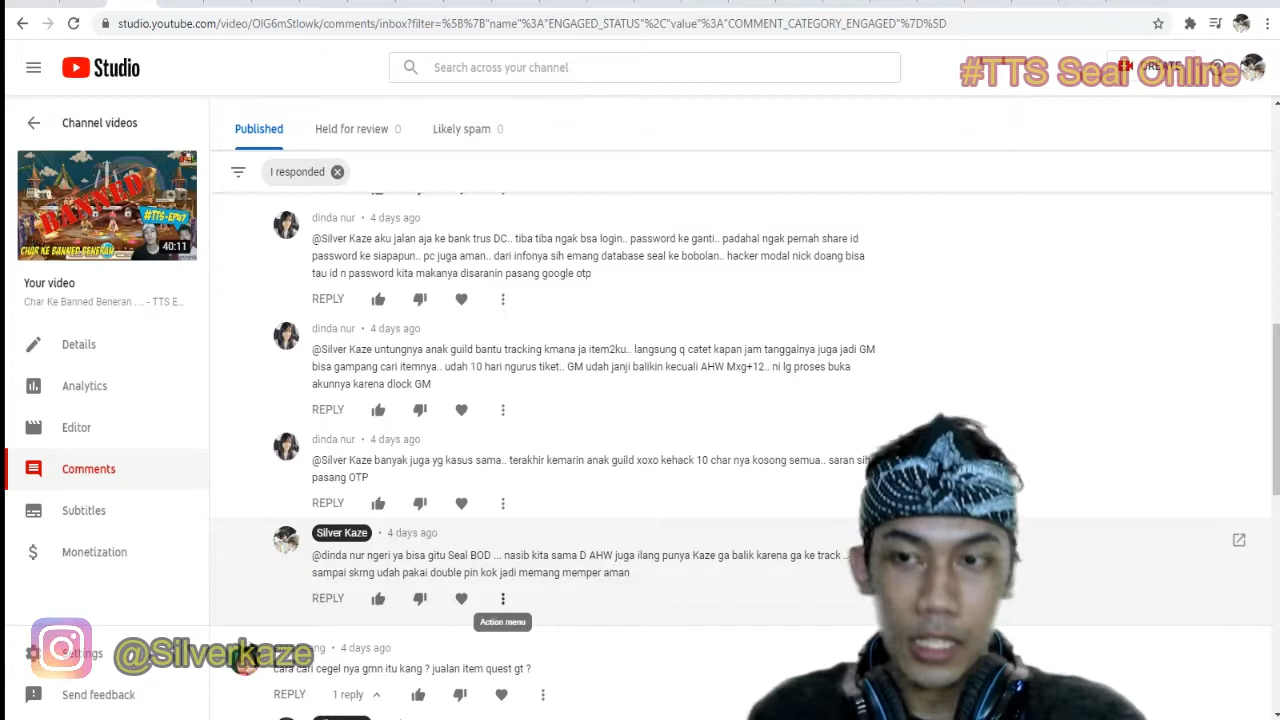 studio.youtube.com/video/OlG6mStIowk/comments/inbox?filter=%5B%7B"name"%3A"ENGAGED_STATUS"%2C"value"%3A"COMMENT_CATEGORY_ENGAGED"%7D%5D
Studio
Search across your channel
CREATE
#TTS Seal Online
Channel videos
Published
Held for review 0
Likely spam 0
I responded
BANNED
#TTS-EP47
CHAR KE BANNED BENERAN
40:11
Your video
Char Ke Banned Beneran .... - TTS E...
Details
Analytics
Editor
Comments
Subtitles
Monetization
Settings
Send feedback
dinda nur • 4 days ago
@Silver Kaze aku jalan aja ke bank trus DC.. tiba tiba ngak bsa login.. password ke ganti.. padahal ngak pernah share id
password ke siapapun.. pc juga aman.. dari infonya sih emang database seal ke bobolan.. hacker modal nick doang bisa
tau id n password kita makanya disaranin pasang google otp
REPLY
dinda nur • 4 days ago
@Silver Kaze untungnya anak guild bantu tracking kmana ja item2ku.. langsung q catet kapan jam tanggalnya juga jadi GM
bisa gampang cari itemnya.. udah 10 hari ngurus tiket.. GM udah janji balikin kecuali AHW Mxg+12.. ni lg proses buka
akunnya karena dlock GM
REPLY
dinda nur • 4 days ago
@Silver Kaze banyak juga yg kasus sama.. terakhir kemarin anak guild xoxo kehack 10 char nya kosong semua.. saran sih
pasang OTP
REPLY
Silver Kaze • 4 days ago
@dinda nur ngeri ya bisa gitu Seal BOD ... nasib kita sama D AHW juga ilang punya Kaze ga balik karena ga ke track ..
sampai skrng udah pakai double pin kok jadi memang memper aman
REPLY
Action menu
@Silverkaze
• 4 days ago
cara cari cegel nya gmn itu kang ? jualan item quest gt ?
REPLY
1 reply